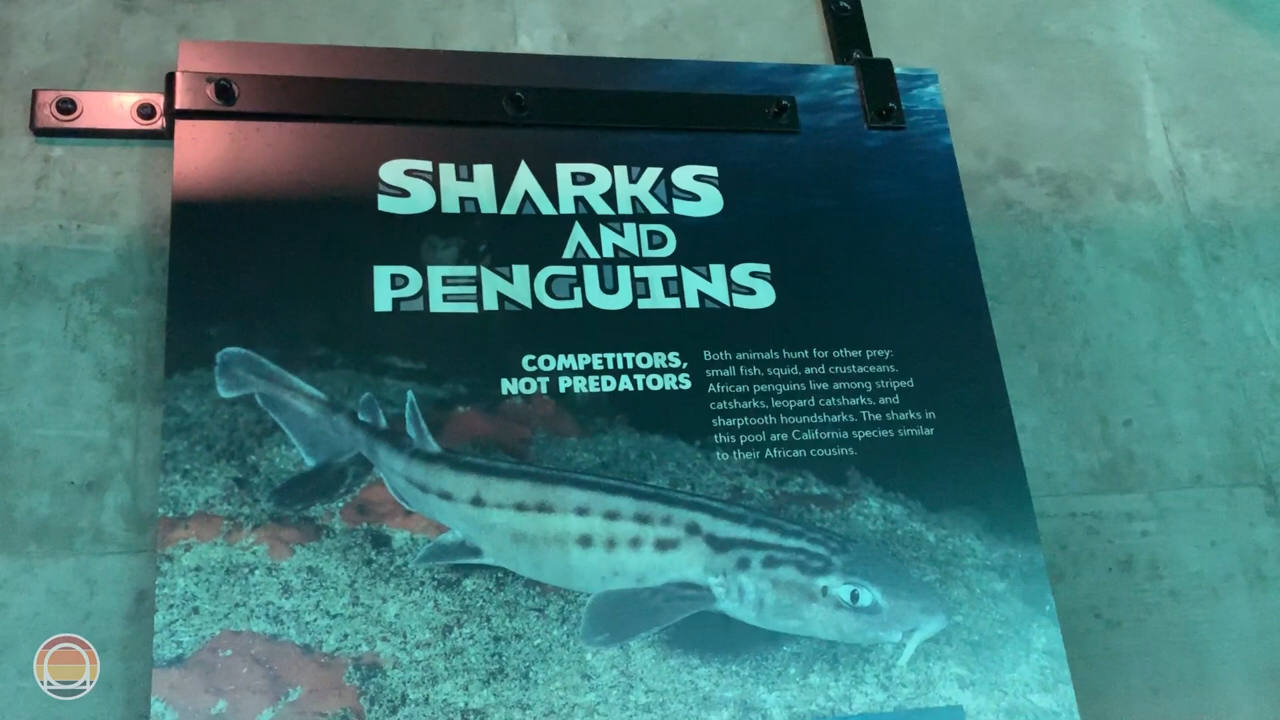 SHARKS
AND
PENGUINS
COMPETITORS,
NOT PREDATORS
Both animals hunt for other prey:
small fish, squid, and crustaceans.
African penguins live among striped
catsharks, leopard catsharks, and
sharptooth houndsharks. The sharks in
this pool are California species similar
to their African cousins.